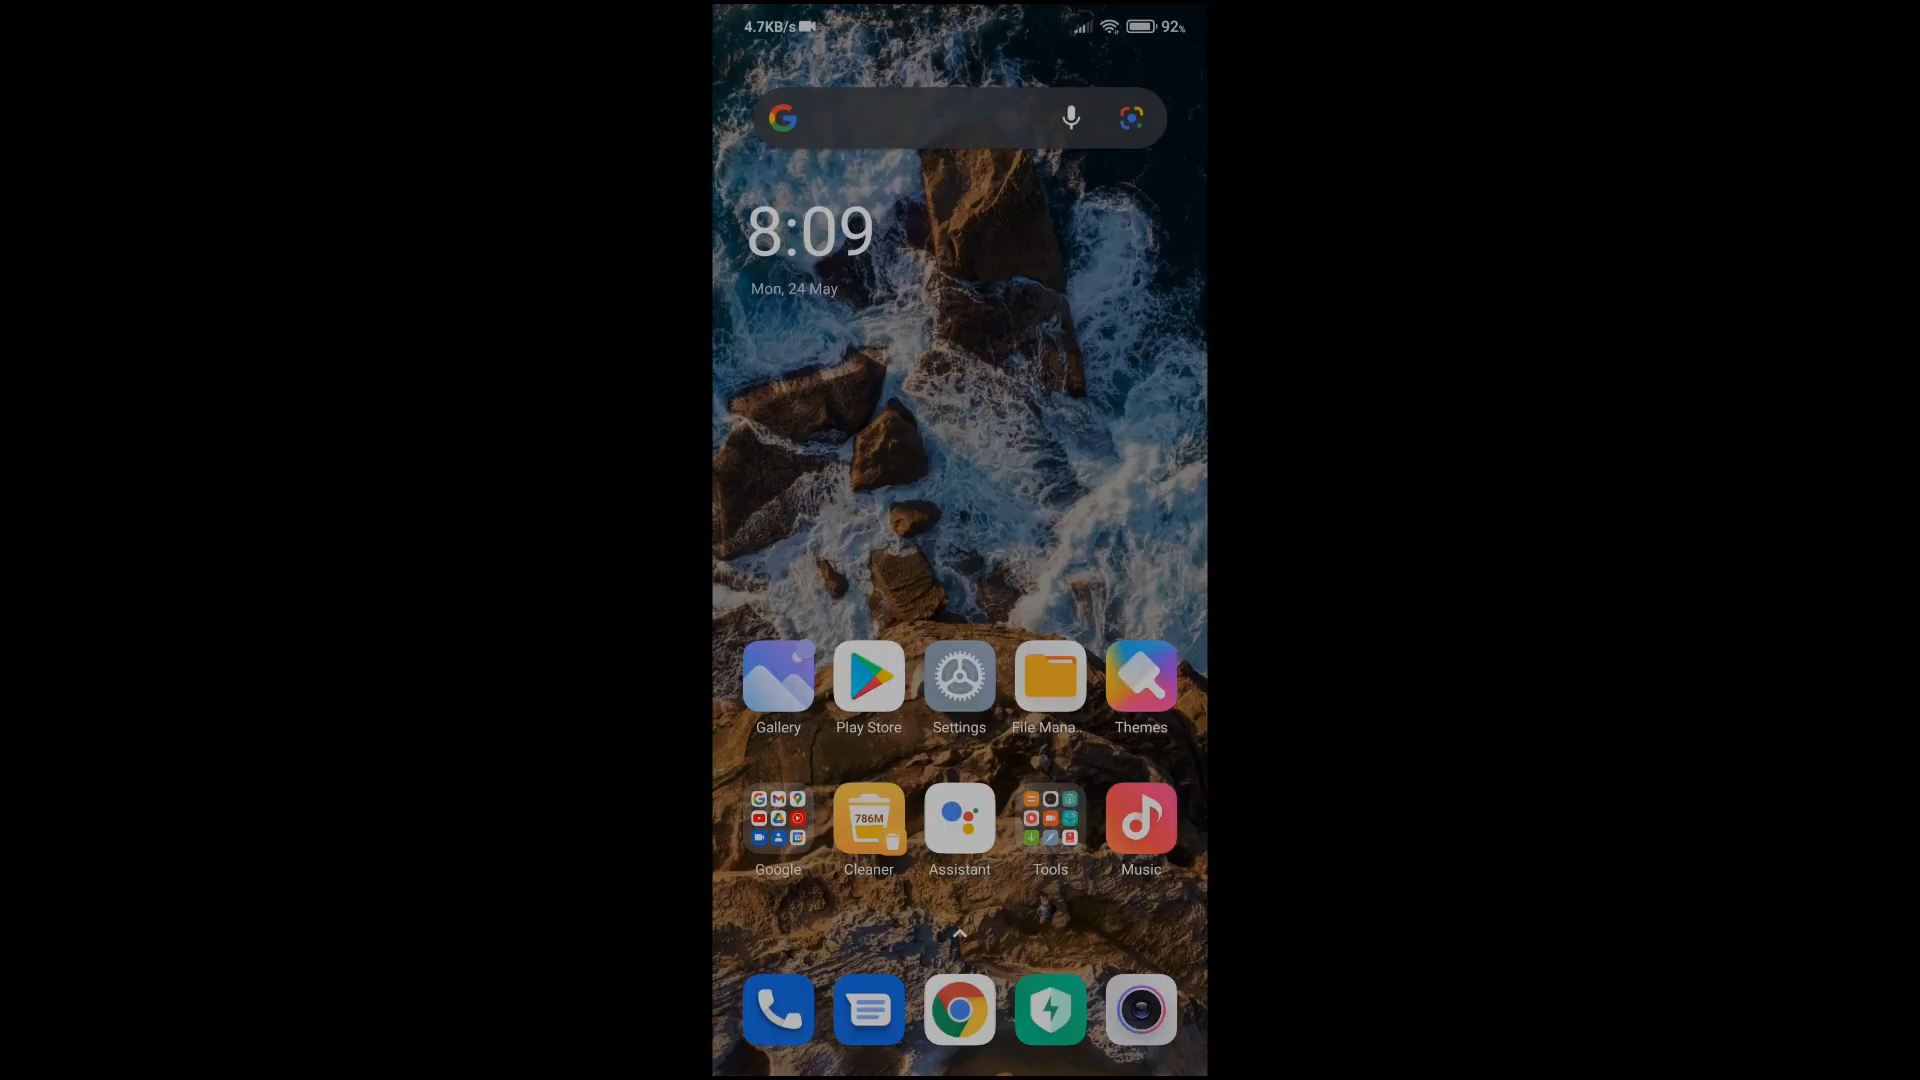 4.7KB/s 92%
8:09
Mon, 24 May
Gallery Play Store Settings File Mana.. Themes
786M
Google Cleaner Assistant Tools Music